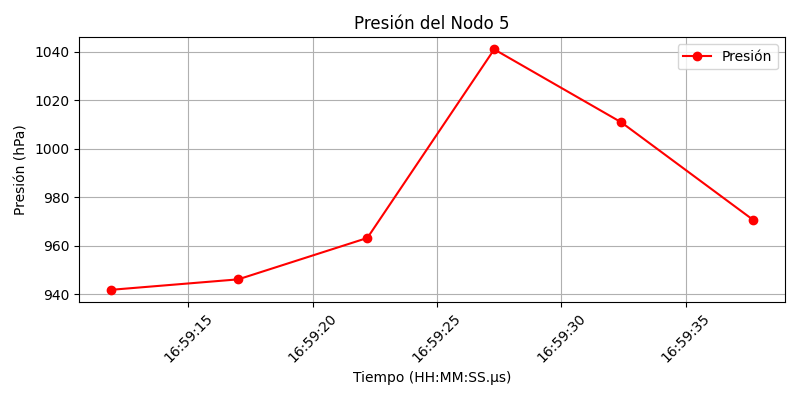 Presión del Nodo 5
Presión
Presión (hPa)
1040
1020
1000
980
960
940
16:59:15
16:59:20
16:59:25
16:59:30
16:59:35
Tiempo (HH:MM:SS.µs)